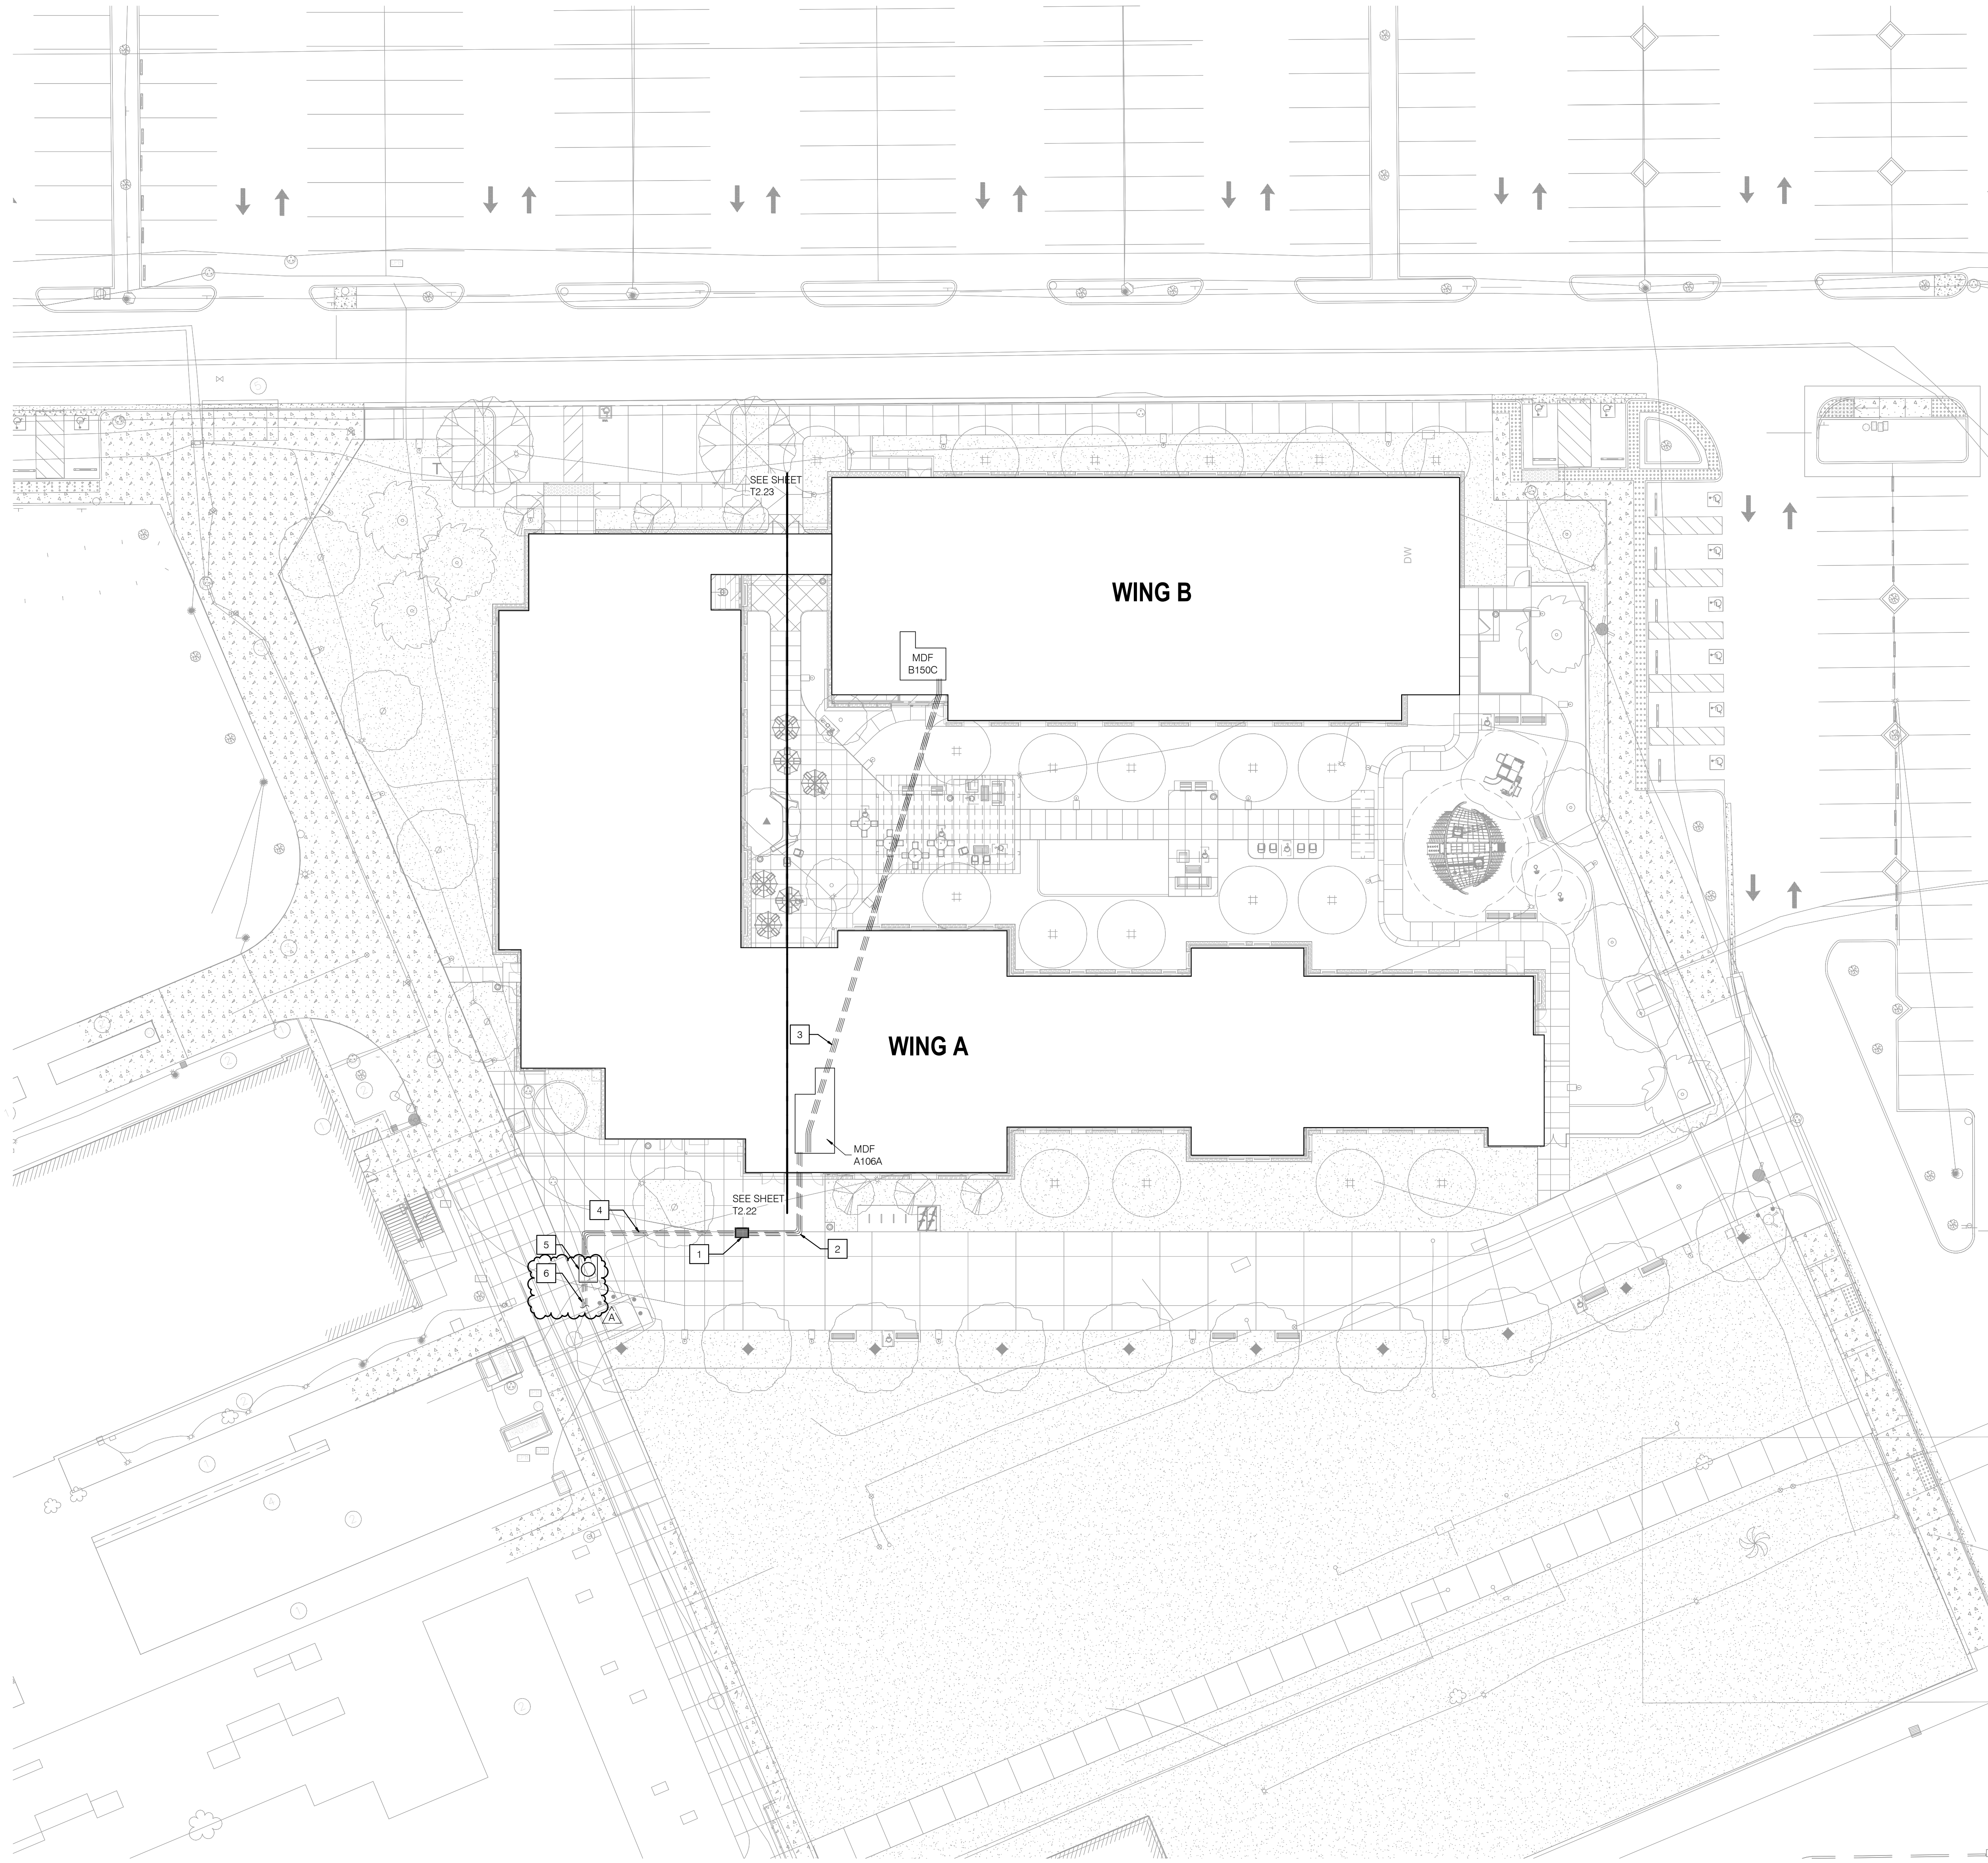 SEE SHEET
T2.23
WING B
DW
MDF
B150C
3
WING A
MDF
A106A
SEE SHEET
T2.22
4
1
2
5
6
A
T